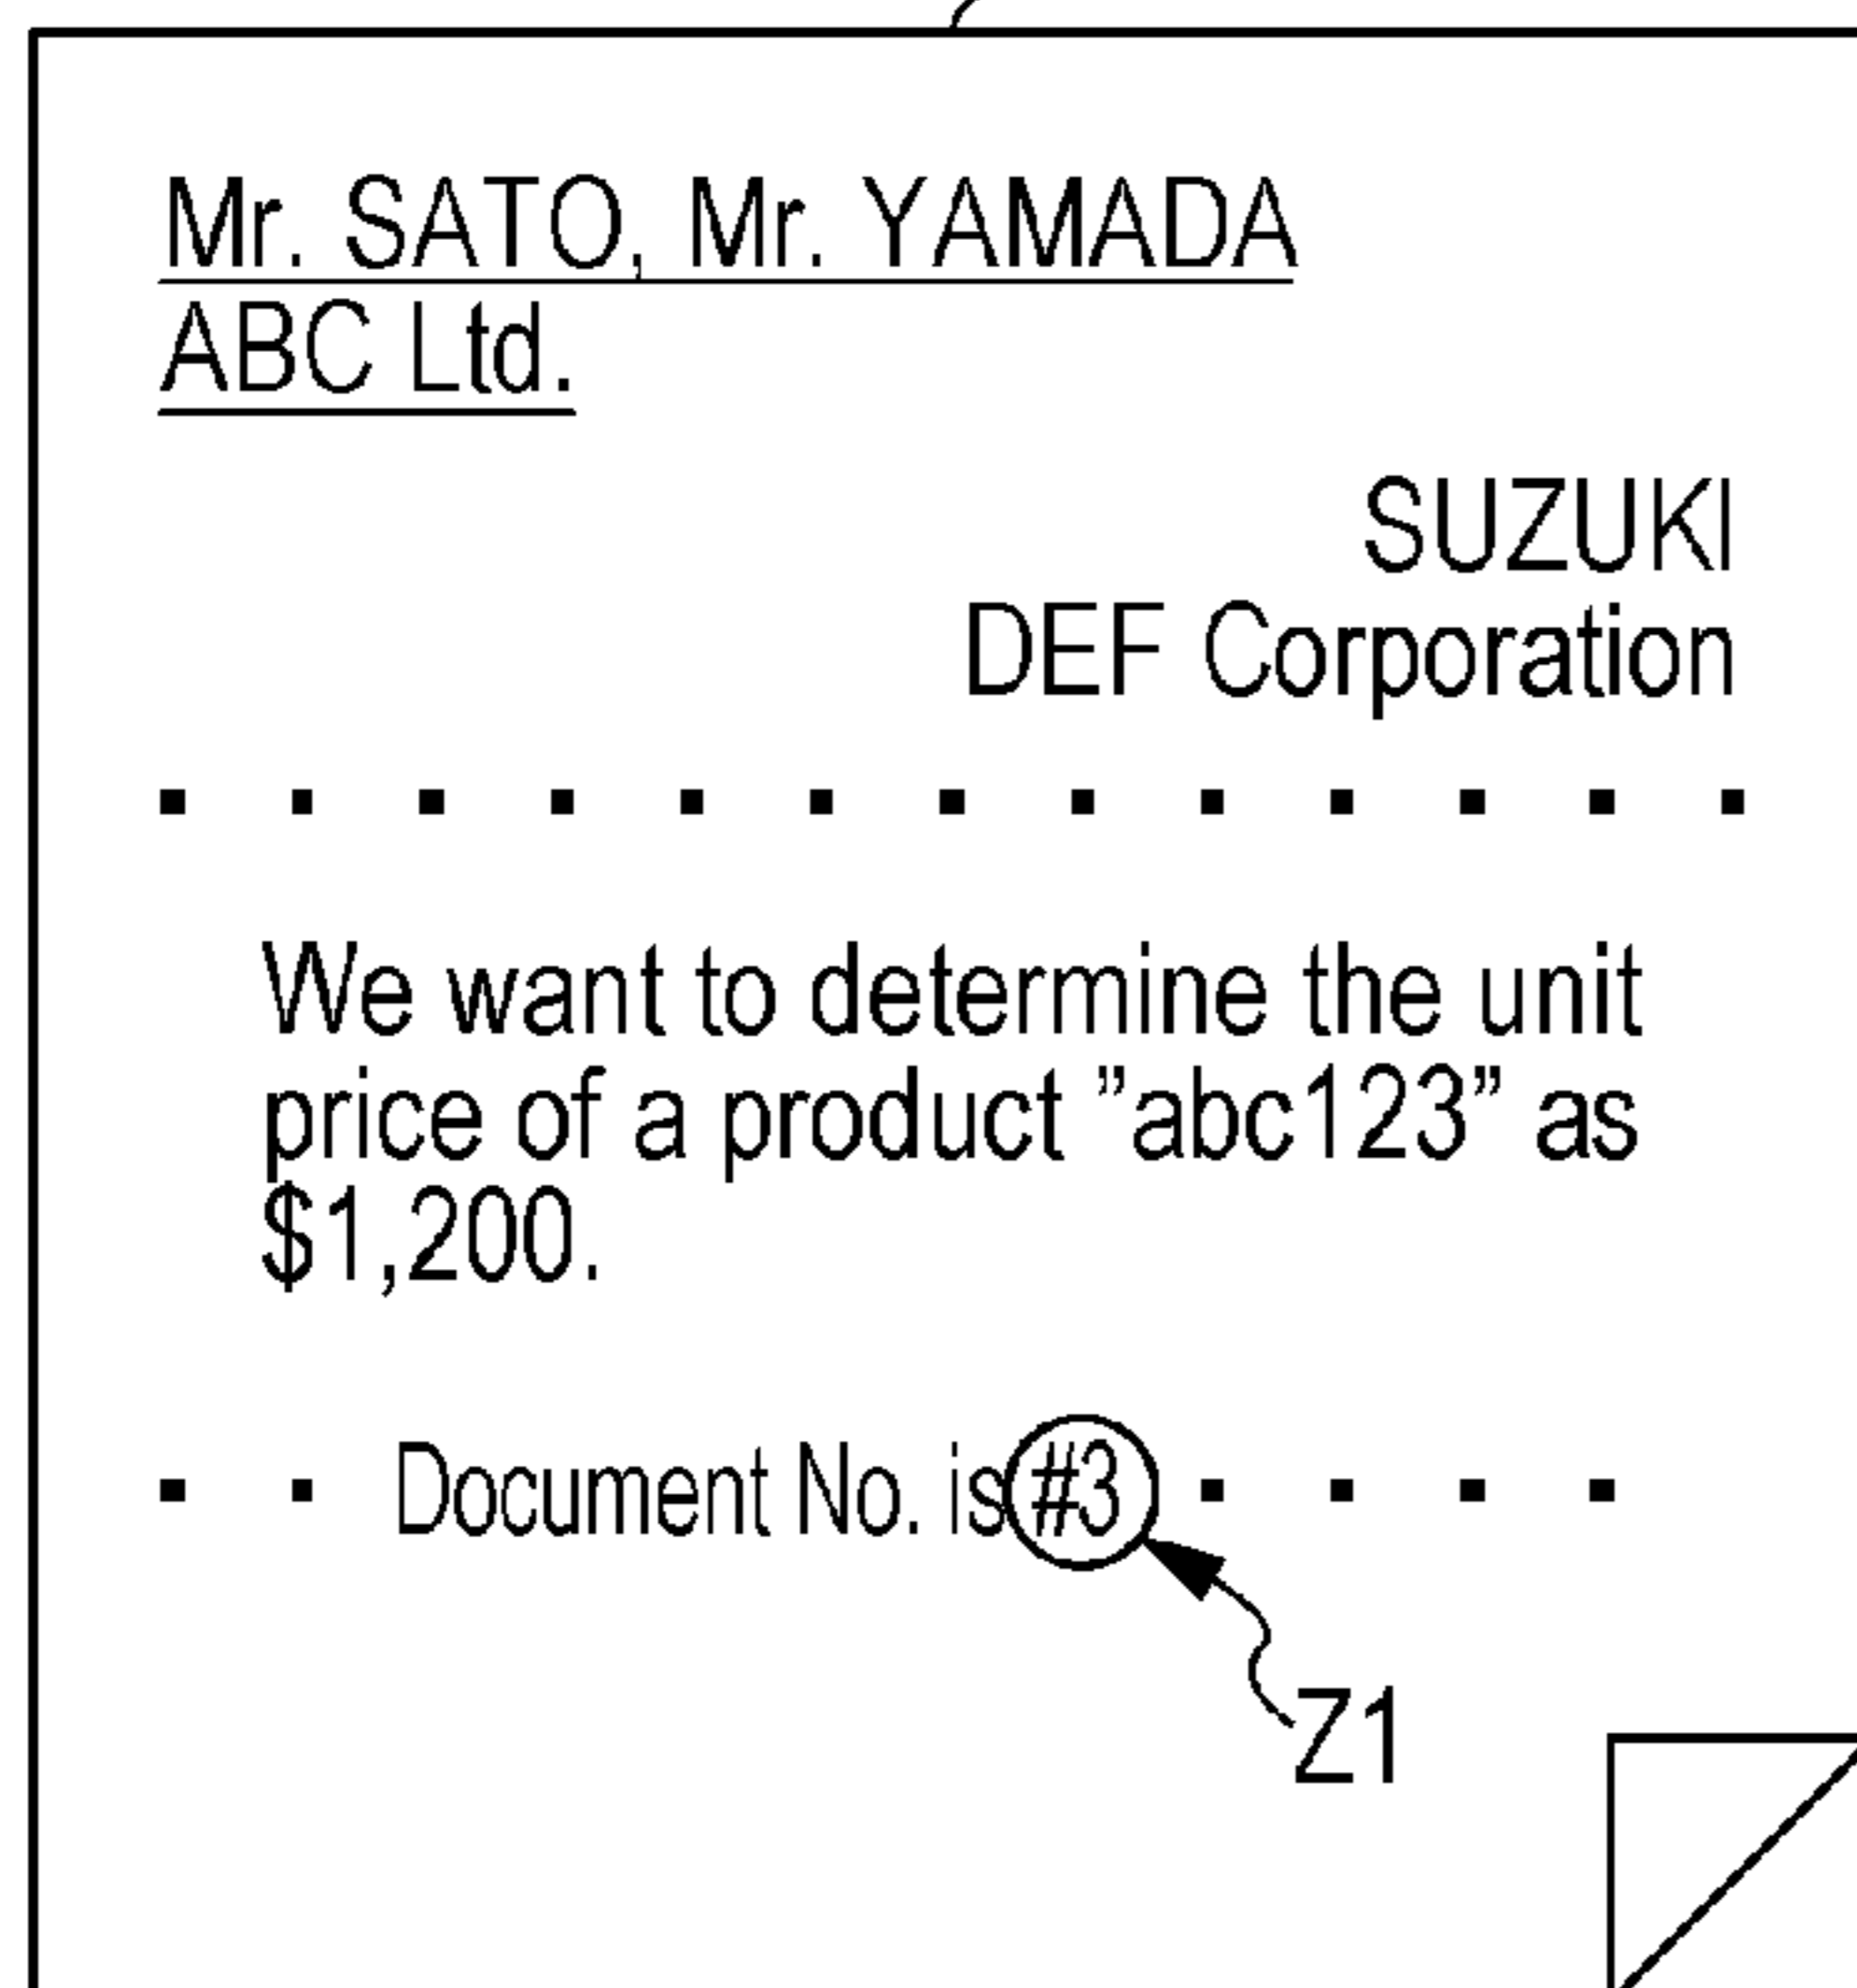 Mr. SATO, Mr. YAMADA
ABC Ltd.
SUZUKI
DEF Corporation
. . . . . . . . . . . . .
We want to determine the unit
price of a product ”abc123” as
$1,200.
. . Document No. is #3 . . . .
Z1